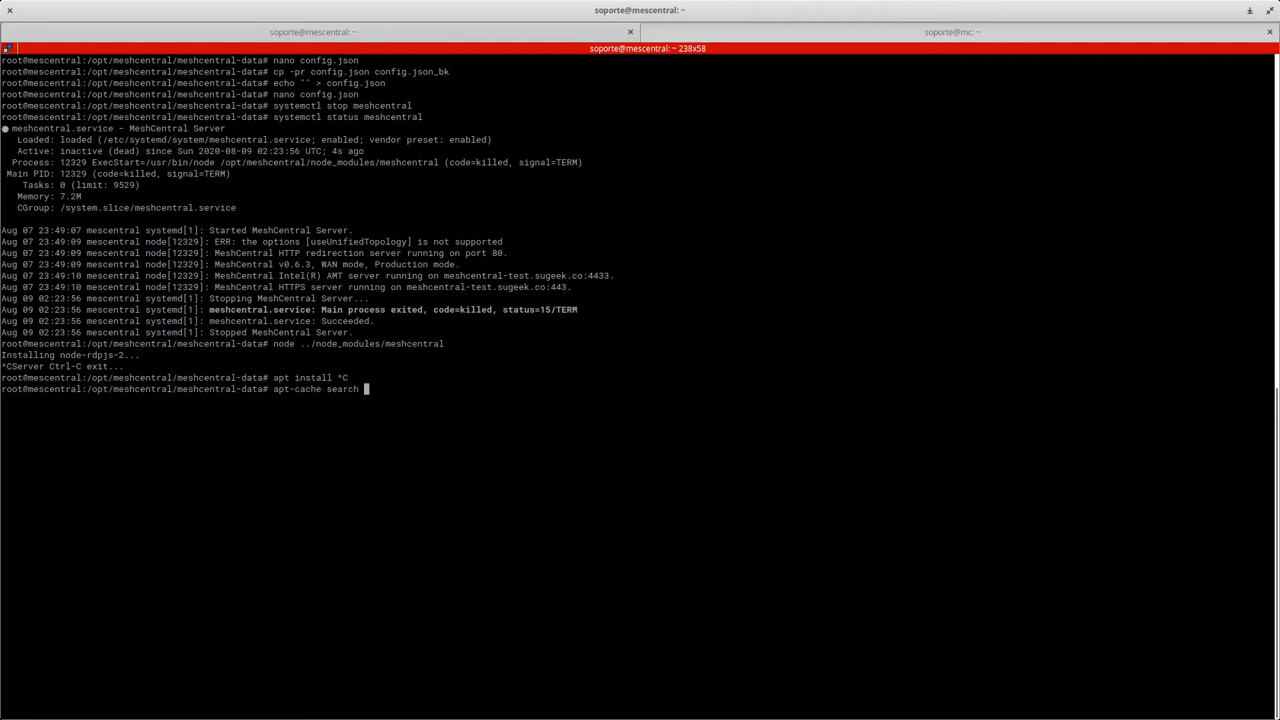 soporte@mescentral: ~
soporte@mescentral: ~
soporte@mc: ~
soporte@mescentral: ~ 238x58
root@mescentral:/opt/meshcentral/meshcentral-data# nano config.json
root@mescentral:/opt/meshcentral/meshcentral-data# cp -pr config.json config.json_bk
root@mescentral:/opt/meshcentral/meshcentral-data# echo "" > config.json
root@mescentral:/opt/meshcentral/meshcentral-data# nano config.json
root@mescentral:/opt/meshcentral/meshcentral-data# systemctl stop meshcentral
root@mescentral:/opt/meshcentral/meshcentral-data# systemctl status meshcentral
● meshcentral.service - MeshCentral Server
Loaded: loaded (/etc/systemd/system/meshcentral.service; enabled; vendor preset: enabled)
Active: inactive (dead) since Sun 2020-08-09 02:23:56 UTC; 4s ago
Process: 12329 ExecStart=/usr/bin/node /opt/meshcentral/node_modules/meshcentral (code=killed, signal=TERM)
Main PID: 12329 (code=killed, signal=TERM)
Tasks: 0 (limit: 9529)
Memory: 7.2M
CGroup: /system.slice/meshcentral.service
Aug 07 23:49:07 mescentral systemd[1]: Started MeshCentral Server.
Aug 07 23:49:09 mescentral node[12329]: ERR: the options [useUnifiedTopology] is not supported
Aug 07 23:49:09 mescentral node[12329]: MeshCentral HTTP redirection server running on port 80.
Aug 07 23:49:09 mescentral node[12329]: MeshCentral v0.6.3, WAN mode, Production mode.
Aug 07 23:49:10 mescentral node[12329]: MeshCentral Intel(R) AMT server running on meshcentral-test.sugeek.co:4433.
Aug 07 23:49:10 mescentral node[12329]: MeshCentral HTTPS server running on meshcentral-test.sugeek.co:443.
Aug 09 02:23:56 mescentral systemd[1]: Stopping MeshCentral Server...
Aug 09 02:23:56 mescentral systemd[1]: meshcentral.service: Main process exited, code=killed, status=15/TERM
Aug 09 02:23:56 mescentral systemd[1]: meshcentral.service: Succeeded.
Aug 09 02:23:56 mescentral systemd[1]: Stopped MeshCentral Server.
root@mescentral:/opt/meshcentral/meshcentral-data# node ../node_modules/meshcentral
Installing node-rdpjs-2...
^CServer Ctrl-C exit...
root@mescentral:/opt/meshcentral/meshcentral-data# apt install ^C
root@mescentral:/opt/meshcentral/meshcentral-data# apt-cache search